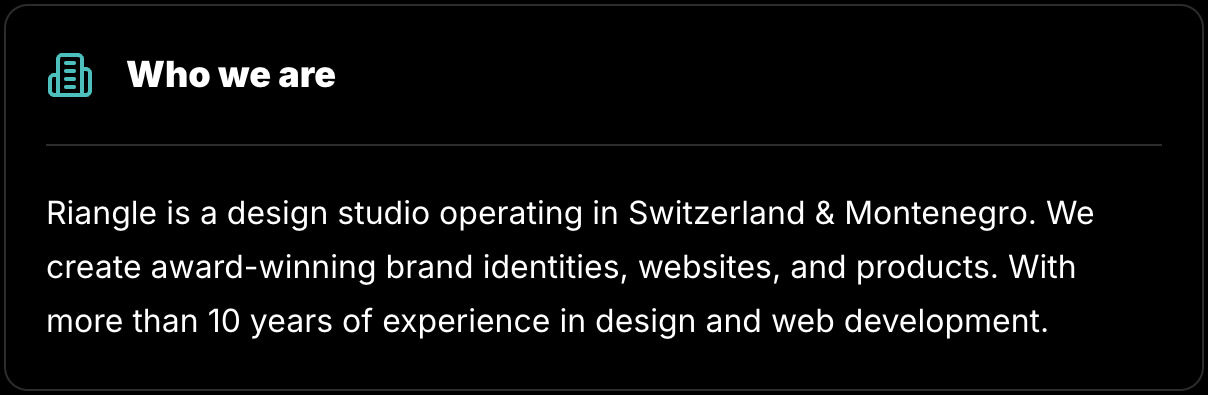 Who we are
Riangle is a design studio operating in Switzerland & Montenegro. We
create award-winning brand identities, websites, and products. With
more than 10 years of experience in design and web development.